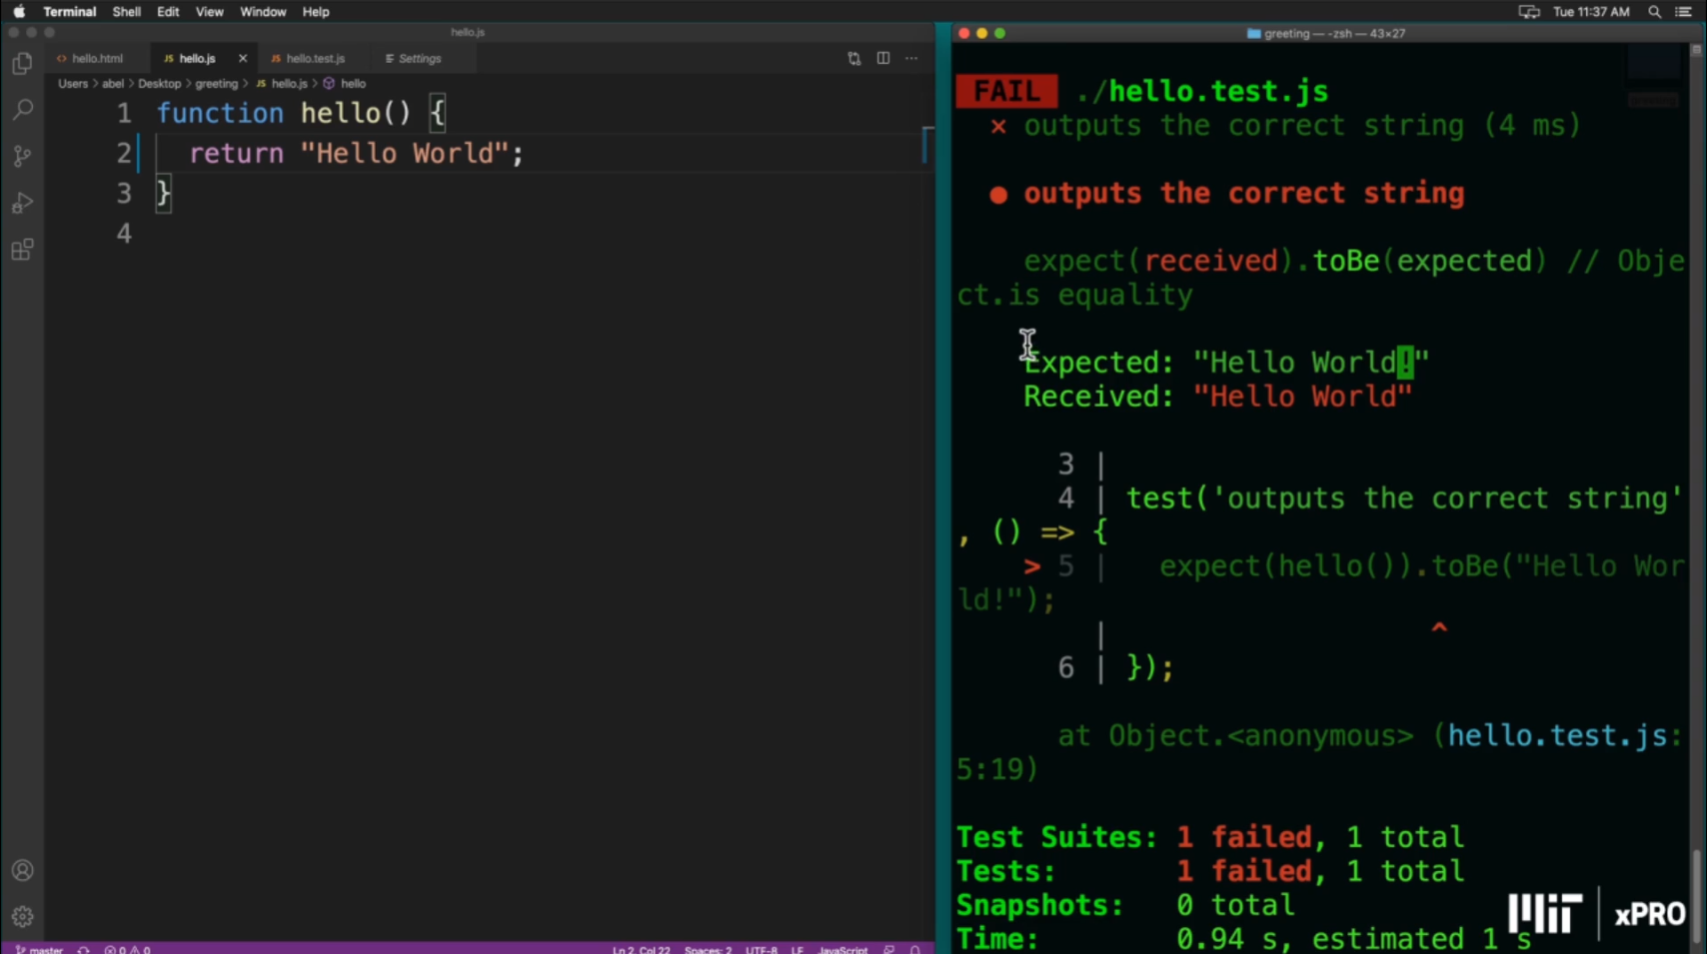 Terminal Shell Edit View Window Help Tue 11:37 AM
hello.js
hello.html hello.js hello.test.js Settings
Users > abel > Desktop > greeting > JS hello.js > hello
1 function hello() {
2 return "Hello World";
3 }
4
master 0 0 Ln 2, Col 22 Spaces: 2 UTF-8 LF JavaScript
greeting — -zsh — 43×27
FAIL ./hello.test.js
× outputs the correct string (4 ms)
● outputs the correct string
expect(received).toBe(expected) // Obje
ct.is equality
Expected: "Hello World!"
Received: "Hello World"
3 |
4 | test('outputs the correct string'
, () => {
> 5 | expect(hello()).toBe("Hello Wor
ld!");
| ^
6 | });
at Object.<anonymous> (hello.test.js:
5:19)
Test Suites: 1 failed, 1 total
Tests: 1 failed, 1 total
Snapshots: 0 total
Time: 0.94 s, estimated 1 s
MIT | xPRO